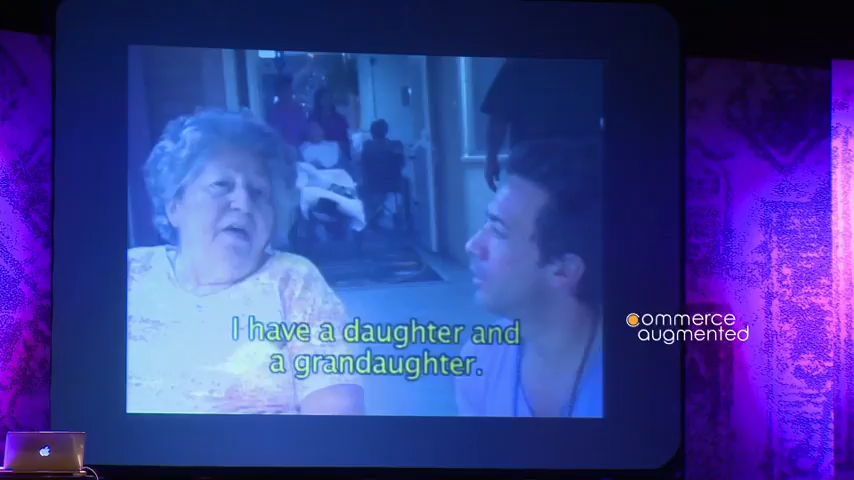 I have a daughter and
a grandaughter.
commerce
augmented